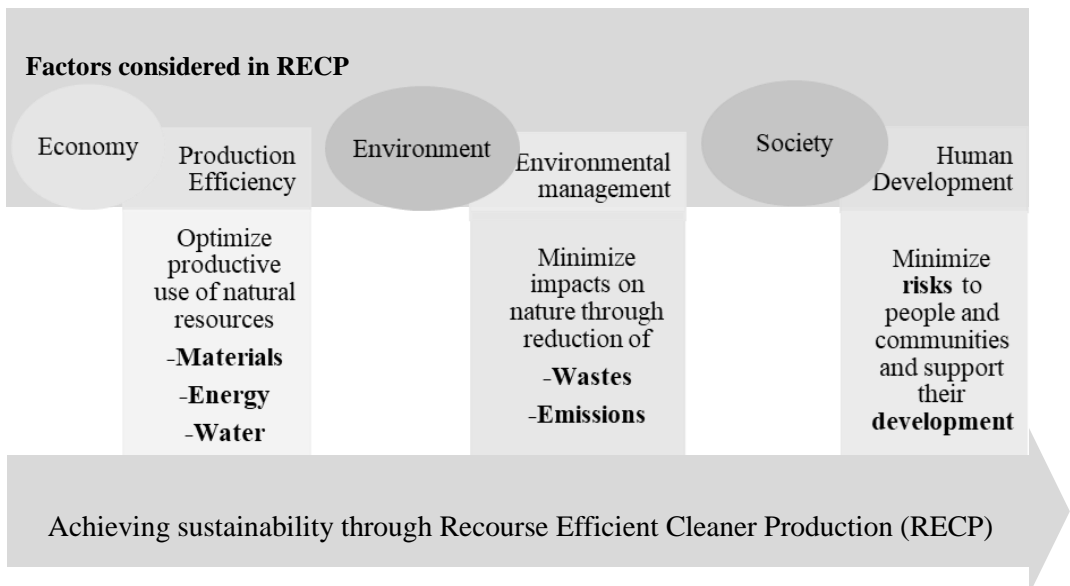 Factors considered in RECP
Economy
Production
Efficiency
Optimize
productive
use of natural
resources
-Materials
-Energy
-Water
Environment
Environmental
management
Minimize
impacts on
nature through
reduction of
-Wastes
-Emissions
Society
Human
Development
Minimize
risks to
people and
communities
and support
their
development
Achieving sustainability through Recourse Efficient Cleaner Production (RECP)